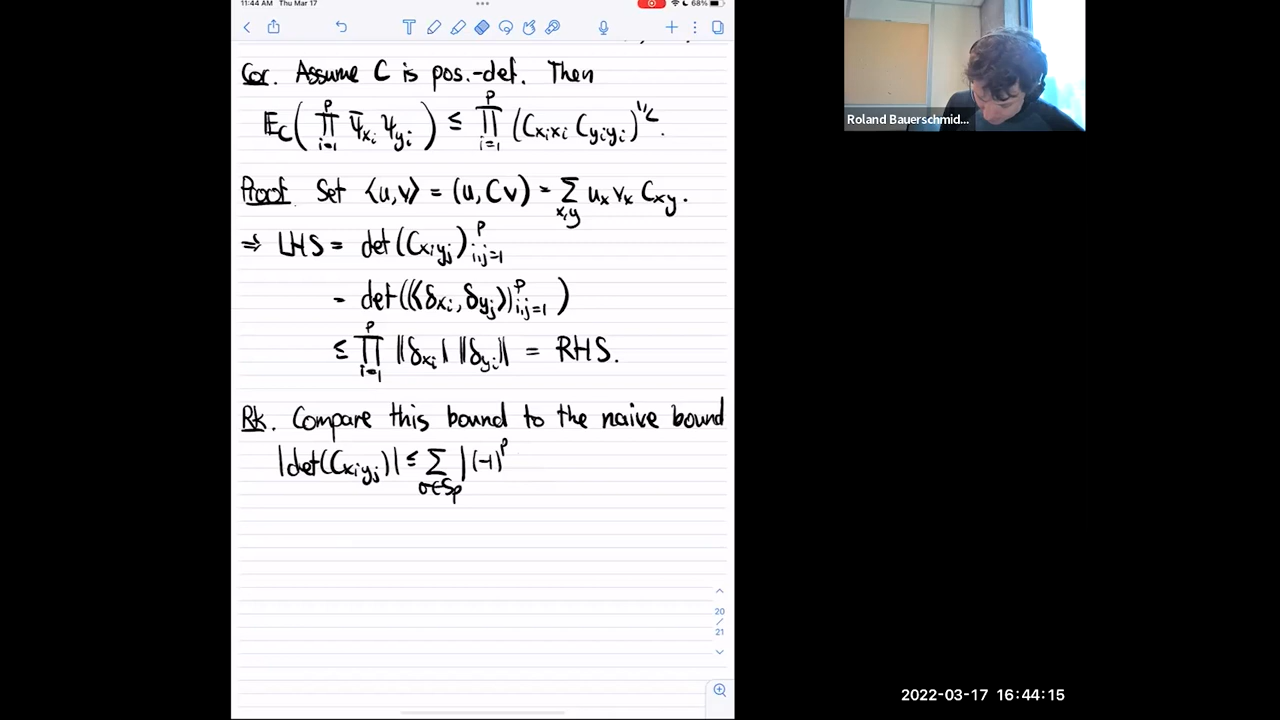 11:44 AM Thu Mar 17
68%
Cor. Assume C is pos.-def. Then
𝔼_C( ∏_{i=1}^{p} ψ̄_{x_i} ψ_{y_i} ) ≤ ∏_{i=1}^{p} (C_{x_i x_i} C_{y_i y_i})^{1/2}.
Proof. Set ⟨u,v⟩ = (u, Cv) = ∑_{x,y} u_x v_x C_{xy}.
⇒ LHS = det(C_{x_i y_j})_{i,j=1}^{p}
= det((⟨δ_{x_i}, δ_{y_j}⟩)_{i,j=1}^{p})
≤ ∏_{i=1}^{p} ‖δ_{x_i}‖ ‖δ_{y_i}‖ = RHS.
Rk. Compare this bound to the naive bound
|det(C_{x_i y_j})| ≤ ∑_{σ∈S_p} |(-1)^p
20
/
21
Roland Bauerschmid...
2022-03-17 16:44:15